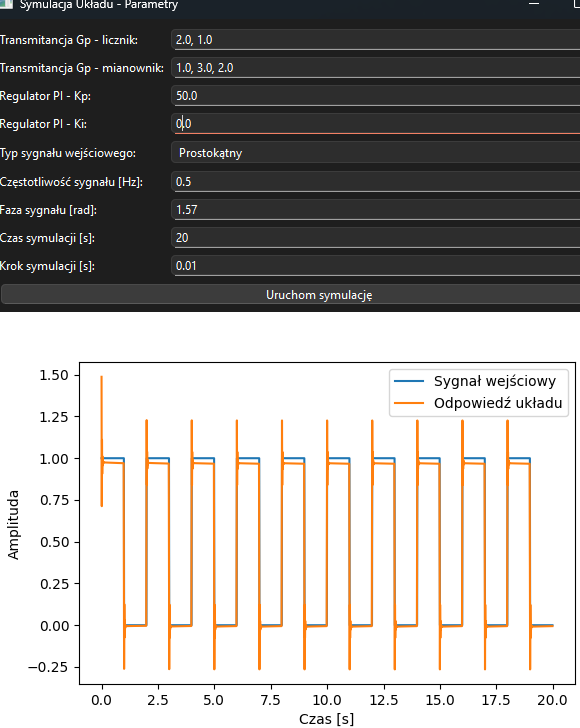 Symulacja Układu - Parametry
Transmitancja Gp - licznik: 2.0, 1.0
Transmitancja Gp - mianownik: 1.0, 3.0, 2.0
Regulator PI - Kp: 50.0
Regulator PI - Ki: 0.0
Typ sygnału wejściowego: Prostokątny
Częstotliwość sygnału [Hz]: 0.5
Faza sygnału [rad]: 1.57
Czas symulacji [s]: 20
Krok symulacji [s]: 0.01
Uruchom symulację
Sygnał wejściowy
Odpowiedź układu
1.50
1.25
1.00
0.75
0.50
0.25
0.00
−0.25
Amplituda
0.0 2.5 5.0 7.5 10.0 12.5 15.0 17.5 20.0
Czas [s]